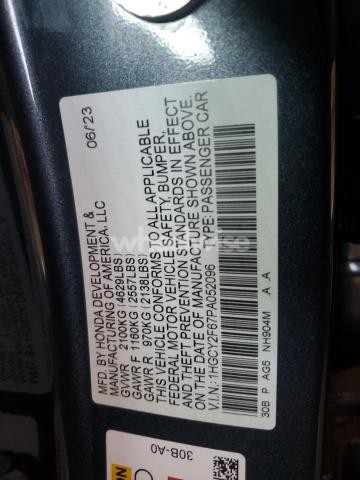 MFD. BY HONDA DEVELOPMENT & 06/23
MANUFACTURING OF AMERICA, LLC
GVWR 2100KG (4629LBS)
GAWR F 1160KG (2557LBS)
GAWR R 970KG (2138LBS)
THIS VEHICLE CONFORMS TO ALL APPLICABLE
FEDERAL MOTOR VEHICLE SAFETY, BUMPER,
AND THEFT PREVENTION STANDARDS IN EFFECT
ON THE DATE OF MANUFACTURE SHOWN ABOVE.
V.I.N.: 1HGCY2F67PA052096 TYPE: PASSENGER CAR
30B P AG5 NH904M A A
30B-A0